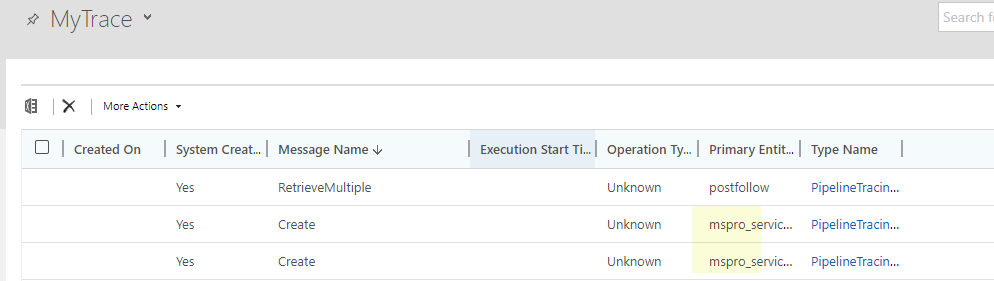 MyTrace
Search f
More Actions
Created On System Creat... Message Name Execution Start Ti... Operation Ty... Primary Entit... Type Name
Yes RetrieveMultiple Unknown postfollow PipelineTracin...
Yes Create Unknown mspro_servic... PipelineTracin...
Yes Create Unknown mspro_servic... PipelineTracin...